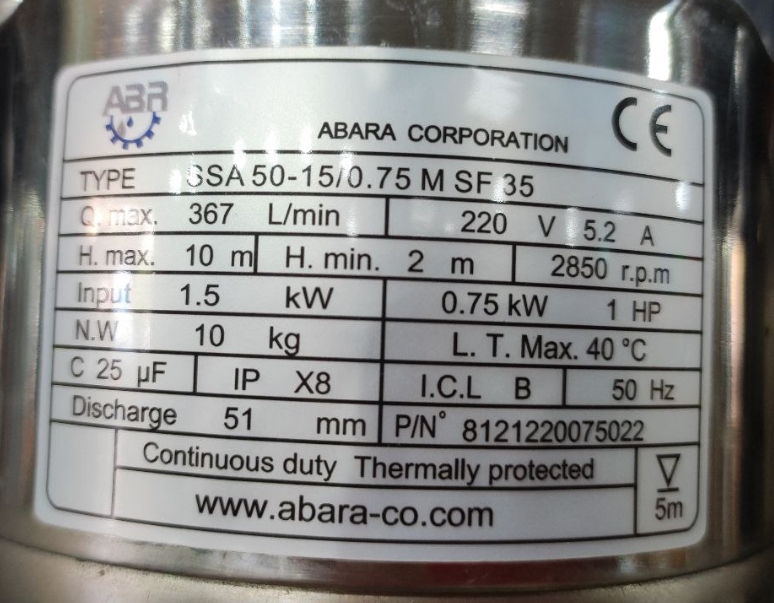 ABR
ABARA CORPORATION
CE
TYPE SSA 50-15/0.75 M SF 35
Q. max. 367 L/min 220 V 5.2 A
H. max. 10 m H. min. 2 m 2850 r.p.m
Input 1.5 kW 0.75 kW 1 HP
N.W 10 kg L. T. Max. 40 °C
C 25 µF IP X8 I.C.L B 50 Hz
Discharge 51 mm P/N° 8121220075022
Continuous duty Thermally protected
www.abara-co.com
5m